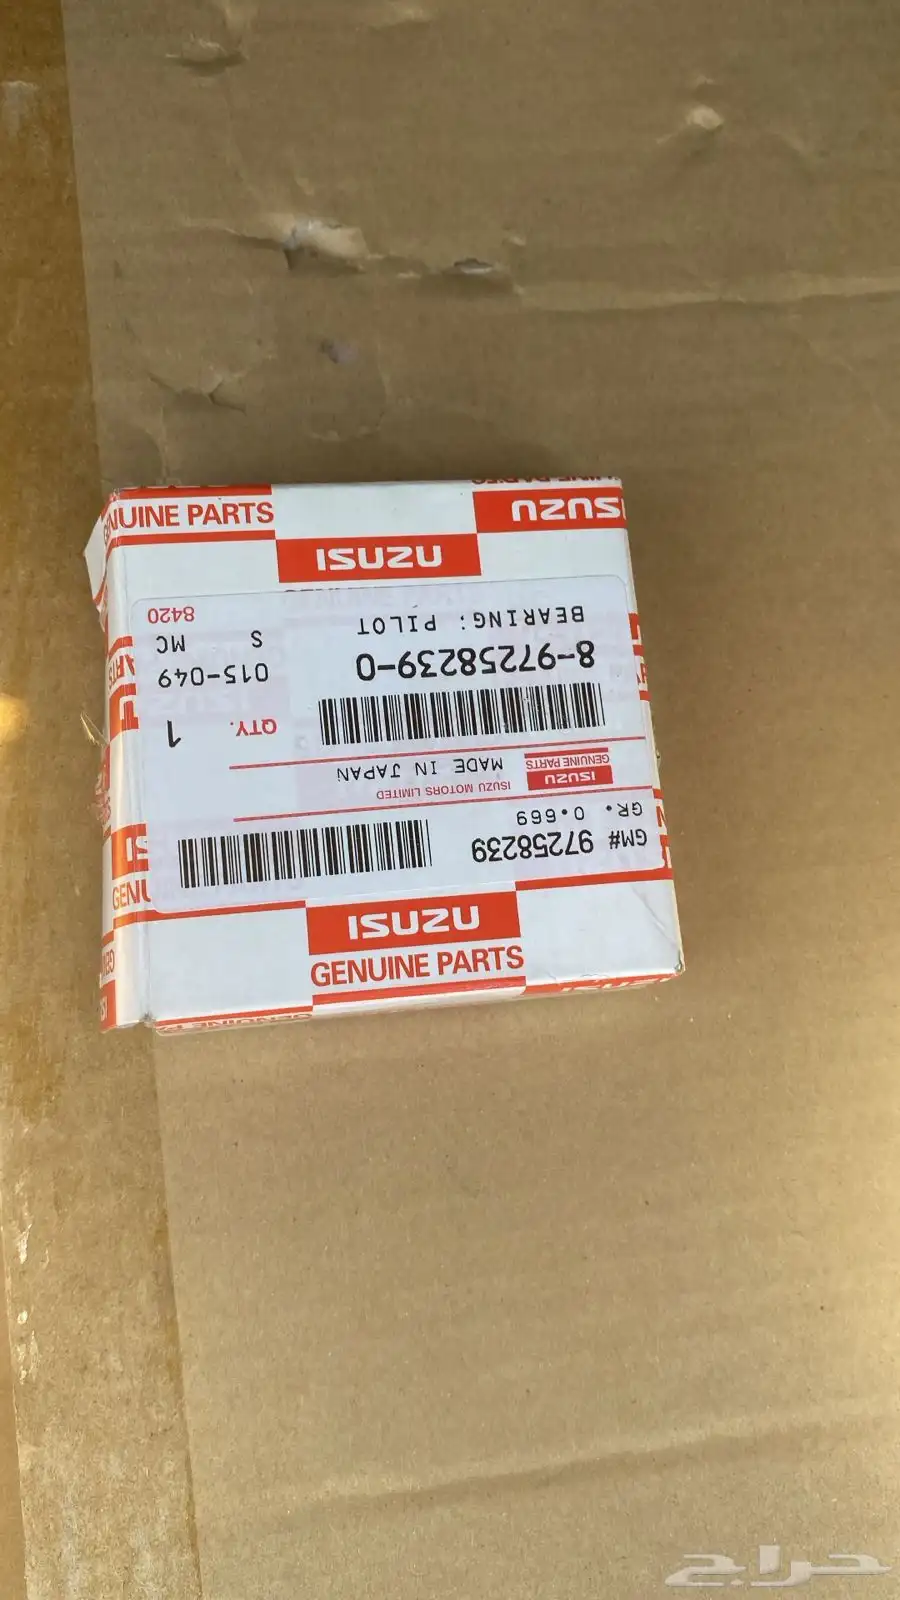 GENUINE PARTS
ISUZU
ISUZU
GM# 97258239
GR. 0.669
ISUZU
GENUINE PARTS
ISUZU MOTORS LIMITED
MADE IN JAPAN
QTY. 1
8-97258239-0
015-049
BEARING: PILOT
S MC
8420
ISUZU
GENUINE PARTS
حراج